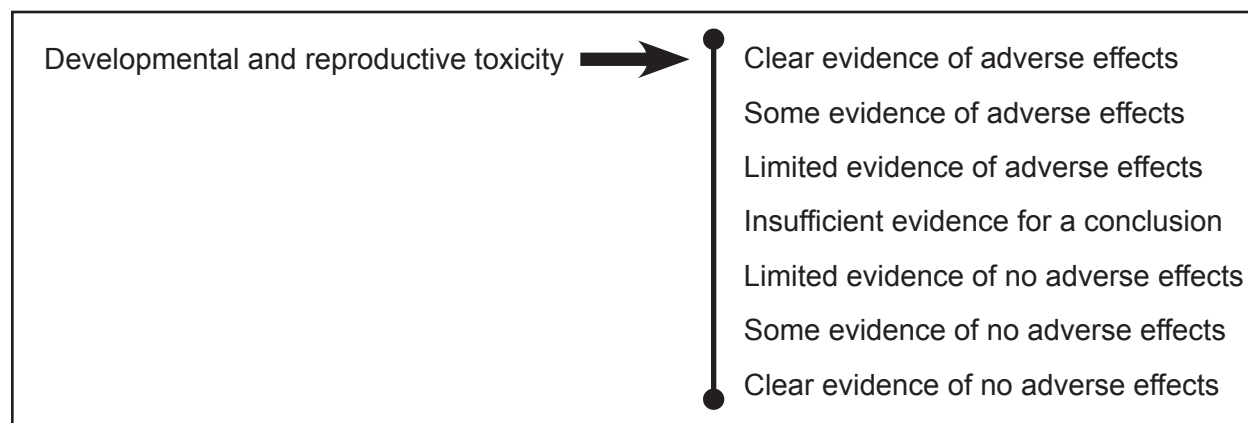 Developmental and reproductive toxicity
Clear evidence of adverse effects
Some evidence of adverse effects
Limited evidence of adverse effects
Insufficient evidence for a conclusion
Limited evidence of no adverse effects
Some evidence of no adverse effects
Clear evidence of no adverse effects